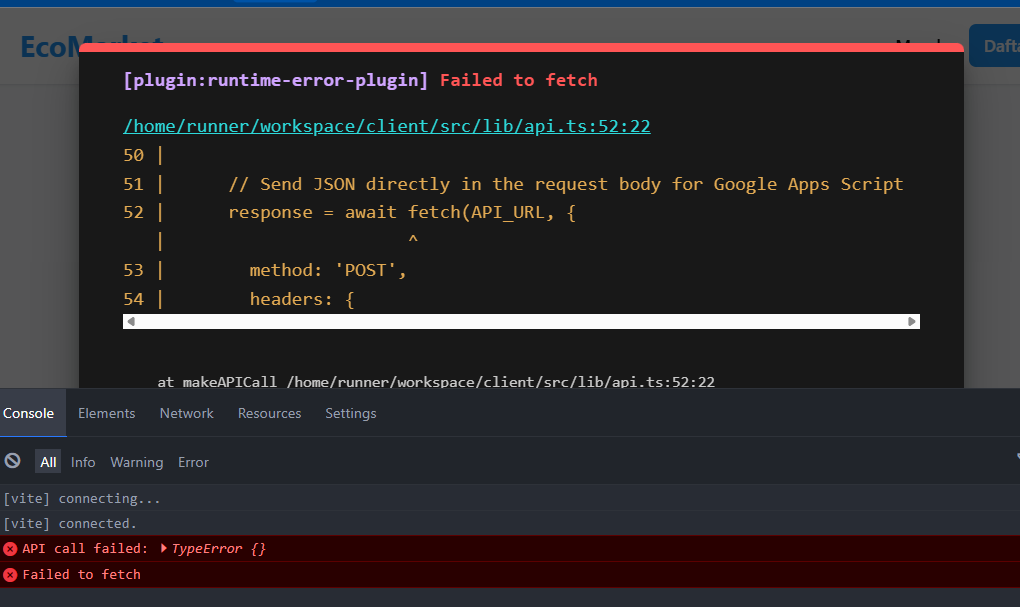 [plugin:runtime-error-plugin] Failed to fetch
/home/runner/workspace/client/src/lib/api.ts:52:22
50 |
51 |      // Send JSON directly in the request body for Google Apps Script
52 |      response = await fetch(API_URL, {
|                       ^
53 |        method: 'POST',
54 |        headers: {
at makeAPICall /home/runner/workspace/client/src/lib/api.ts:52:22
Console Elements Network Resources Settings
All Info Warning Error
[vite] connecting...
[vite] connected.
API call failed: TypeError {}
Failed to fetch